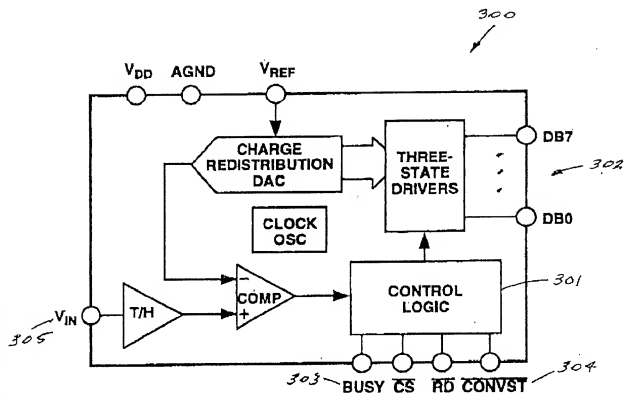 300
VDD AGND VREF
CHARGE
REDISTRIBUTION
DAC
THREE-
STATE
DRIVERS
DB7
302
DB0
CLOCK
OSC
VIN
305
T/H
−
COMP
+
CONTROL
LOGIC
301
303
BUSY CS RD CONVST
304